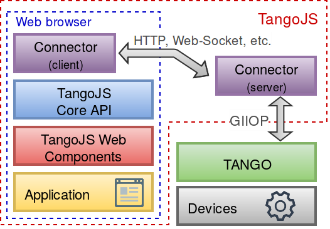 Web browser
TangoJS
Connector
(client)
HTTP, Web-Socket, etc.
Connector
(server)
TangoJS
Core API
GIIOP
TangoJS Web
Components
TANGO
Application
Devices